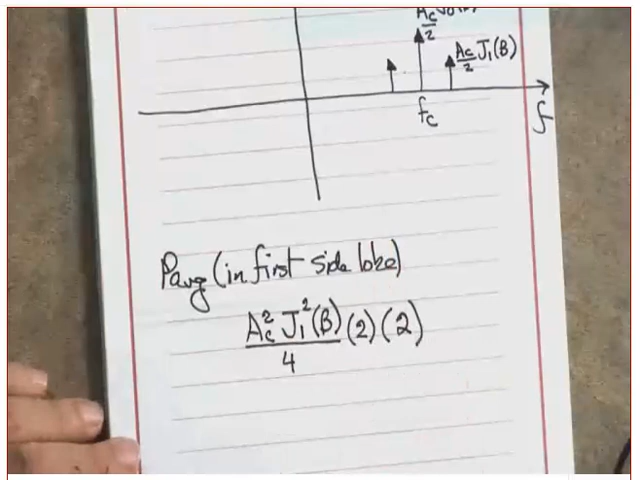 Ac
2
Ac J₁(β)
2
fc
f
Pavg (in first side lobe)
Ac² J₁²(β) (2) (2)
4